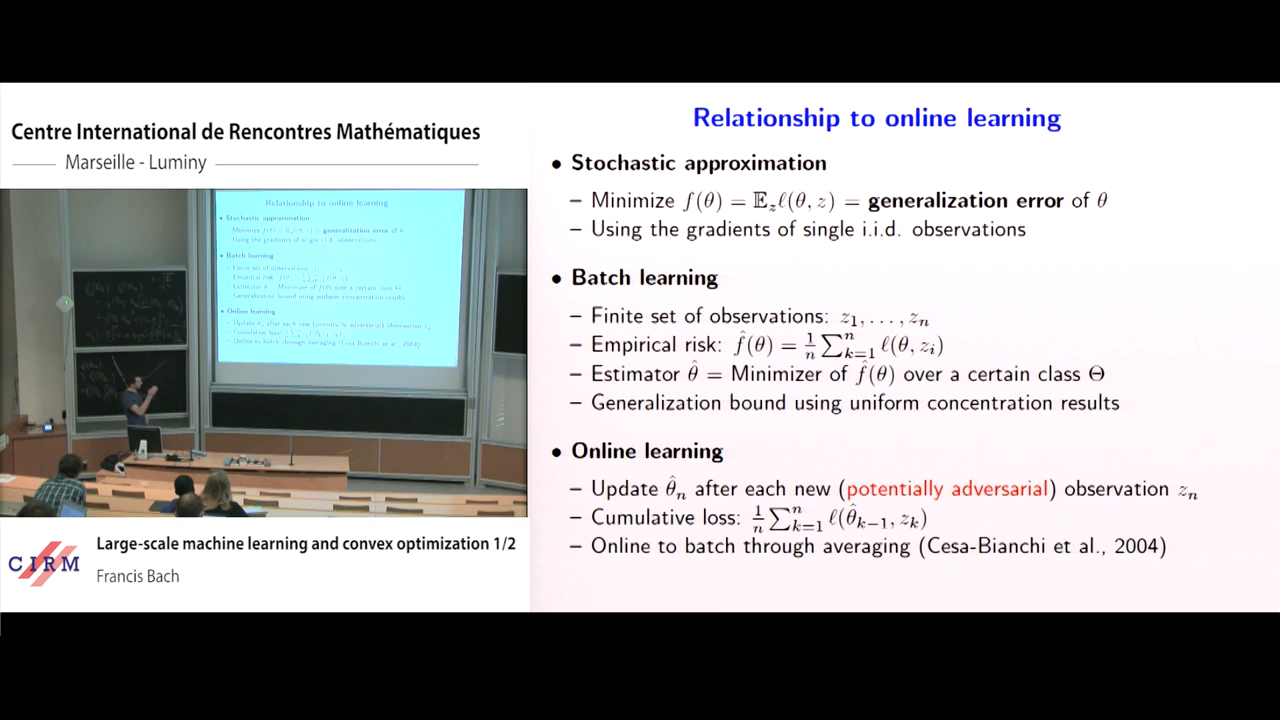 Centre International de Rencontres Mathématiques
Marseille - Luminy
Relationship to online learning
• Stochastic approximation
– Minimize f(θ) = 𝔼_z ℓ(θ, z) = generalization error of θ
– Using the gradients of single i.i.d. observations
• Batch learning
– Finite set of observations: z_1, . . . , z_n
– Empirical risk: f̂(θ) = 1/n ∑_{k=1}^n ℓ(θ, z_i)
– Estimator θ̂ = Minimizer of f̂(θ) over a certain class Θ
– Generalization bound using uniform concentration results
• Online learning
– Update θ̂_n after each new (potentially adversarial) observation z_n
– Cumulative loss: 1/n ∑_{k=1}^n ℓ(θ̂_{k−1}, z_k)
– Online to batch through averaging (Cesa-Bianchi et al., 2004)
CIRM
Large-scale machine learning and convex optimization 1/2
Francis Bach